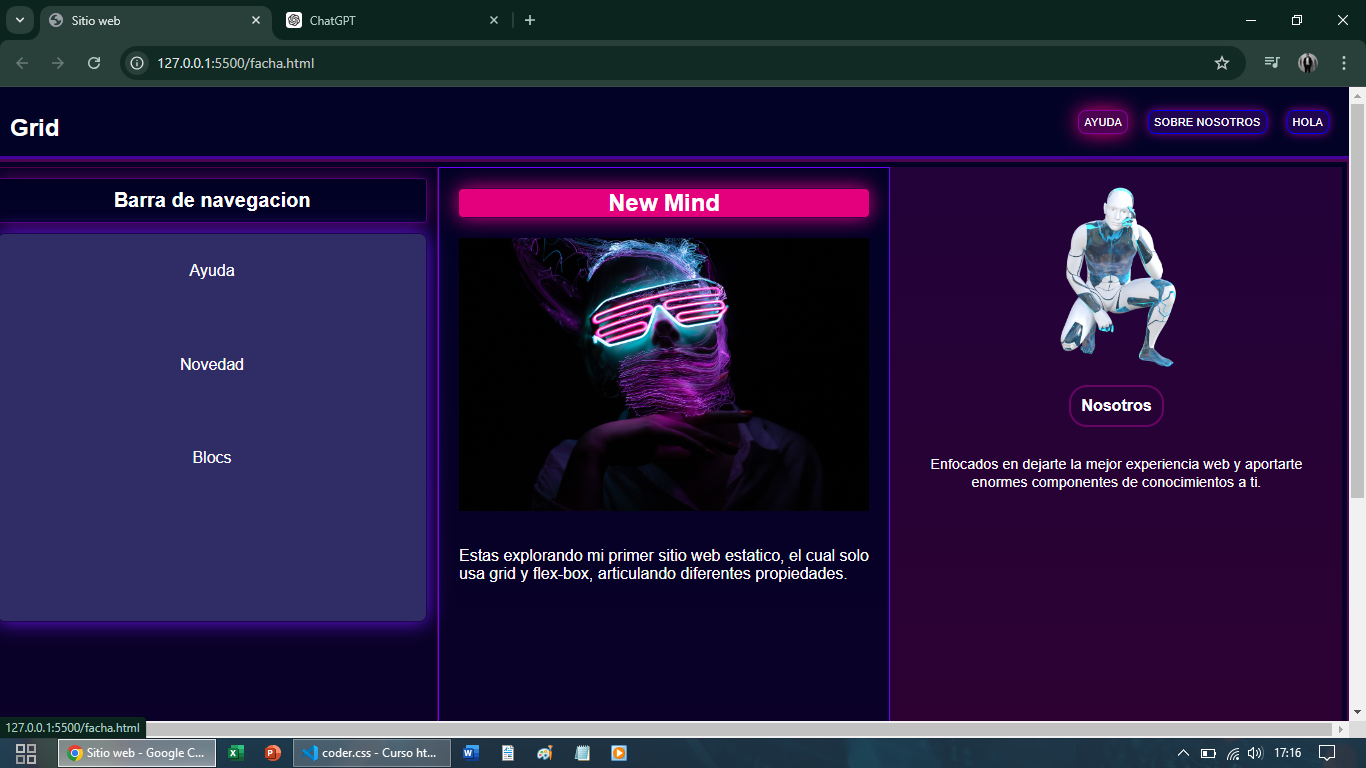 Sitio web
ChatGPT
127.0.0.1:5500/facha.html
Grid
AYUDA
SOBRE NOSOTROS
HOLA
Barra de navegacion
Ayuda
Novedad
Blocs
New Mind
Estas explorando mi primer sitio web estatico, el cual solo
usa grid y flex-box, articulando diferentes propiedades.
Nosotros
Enfocados en dejarte la mejor experiencia web y aportarte
enormes componentes de conocimientos a ti.
127.0.0.1:5500/facha.html
Sitio web - Google C...
coder.css - Curso ht...
17:16